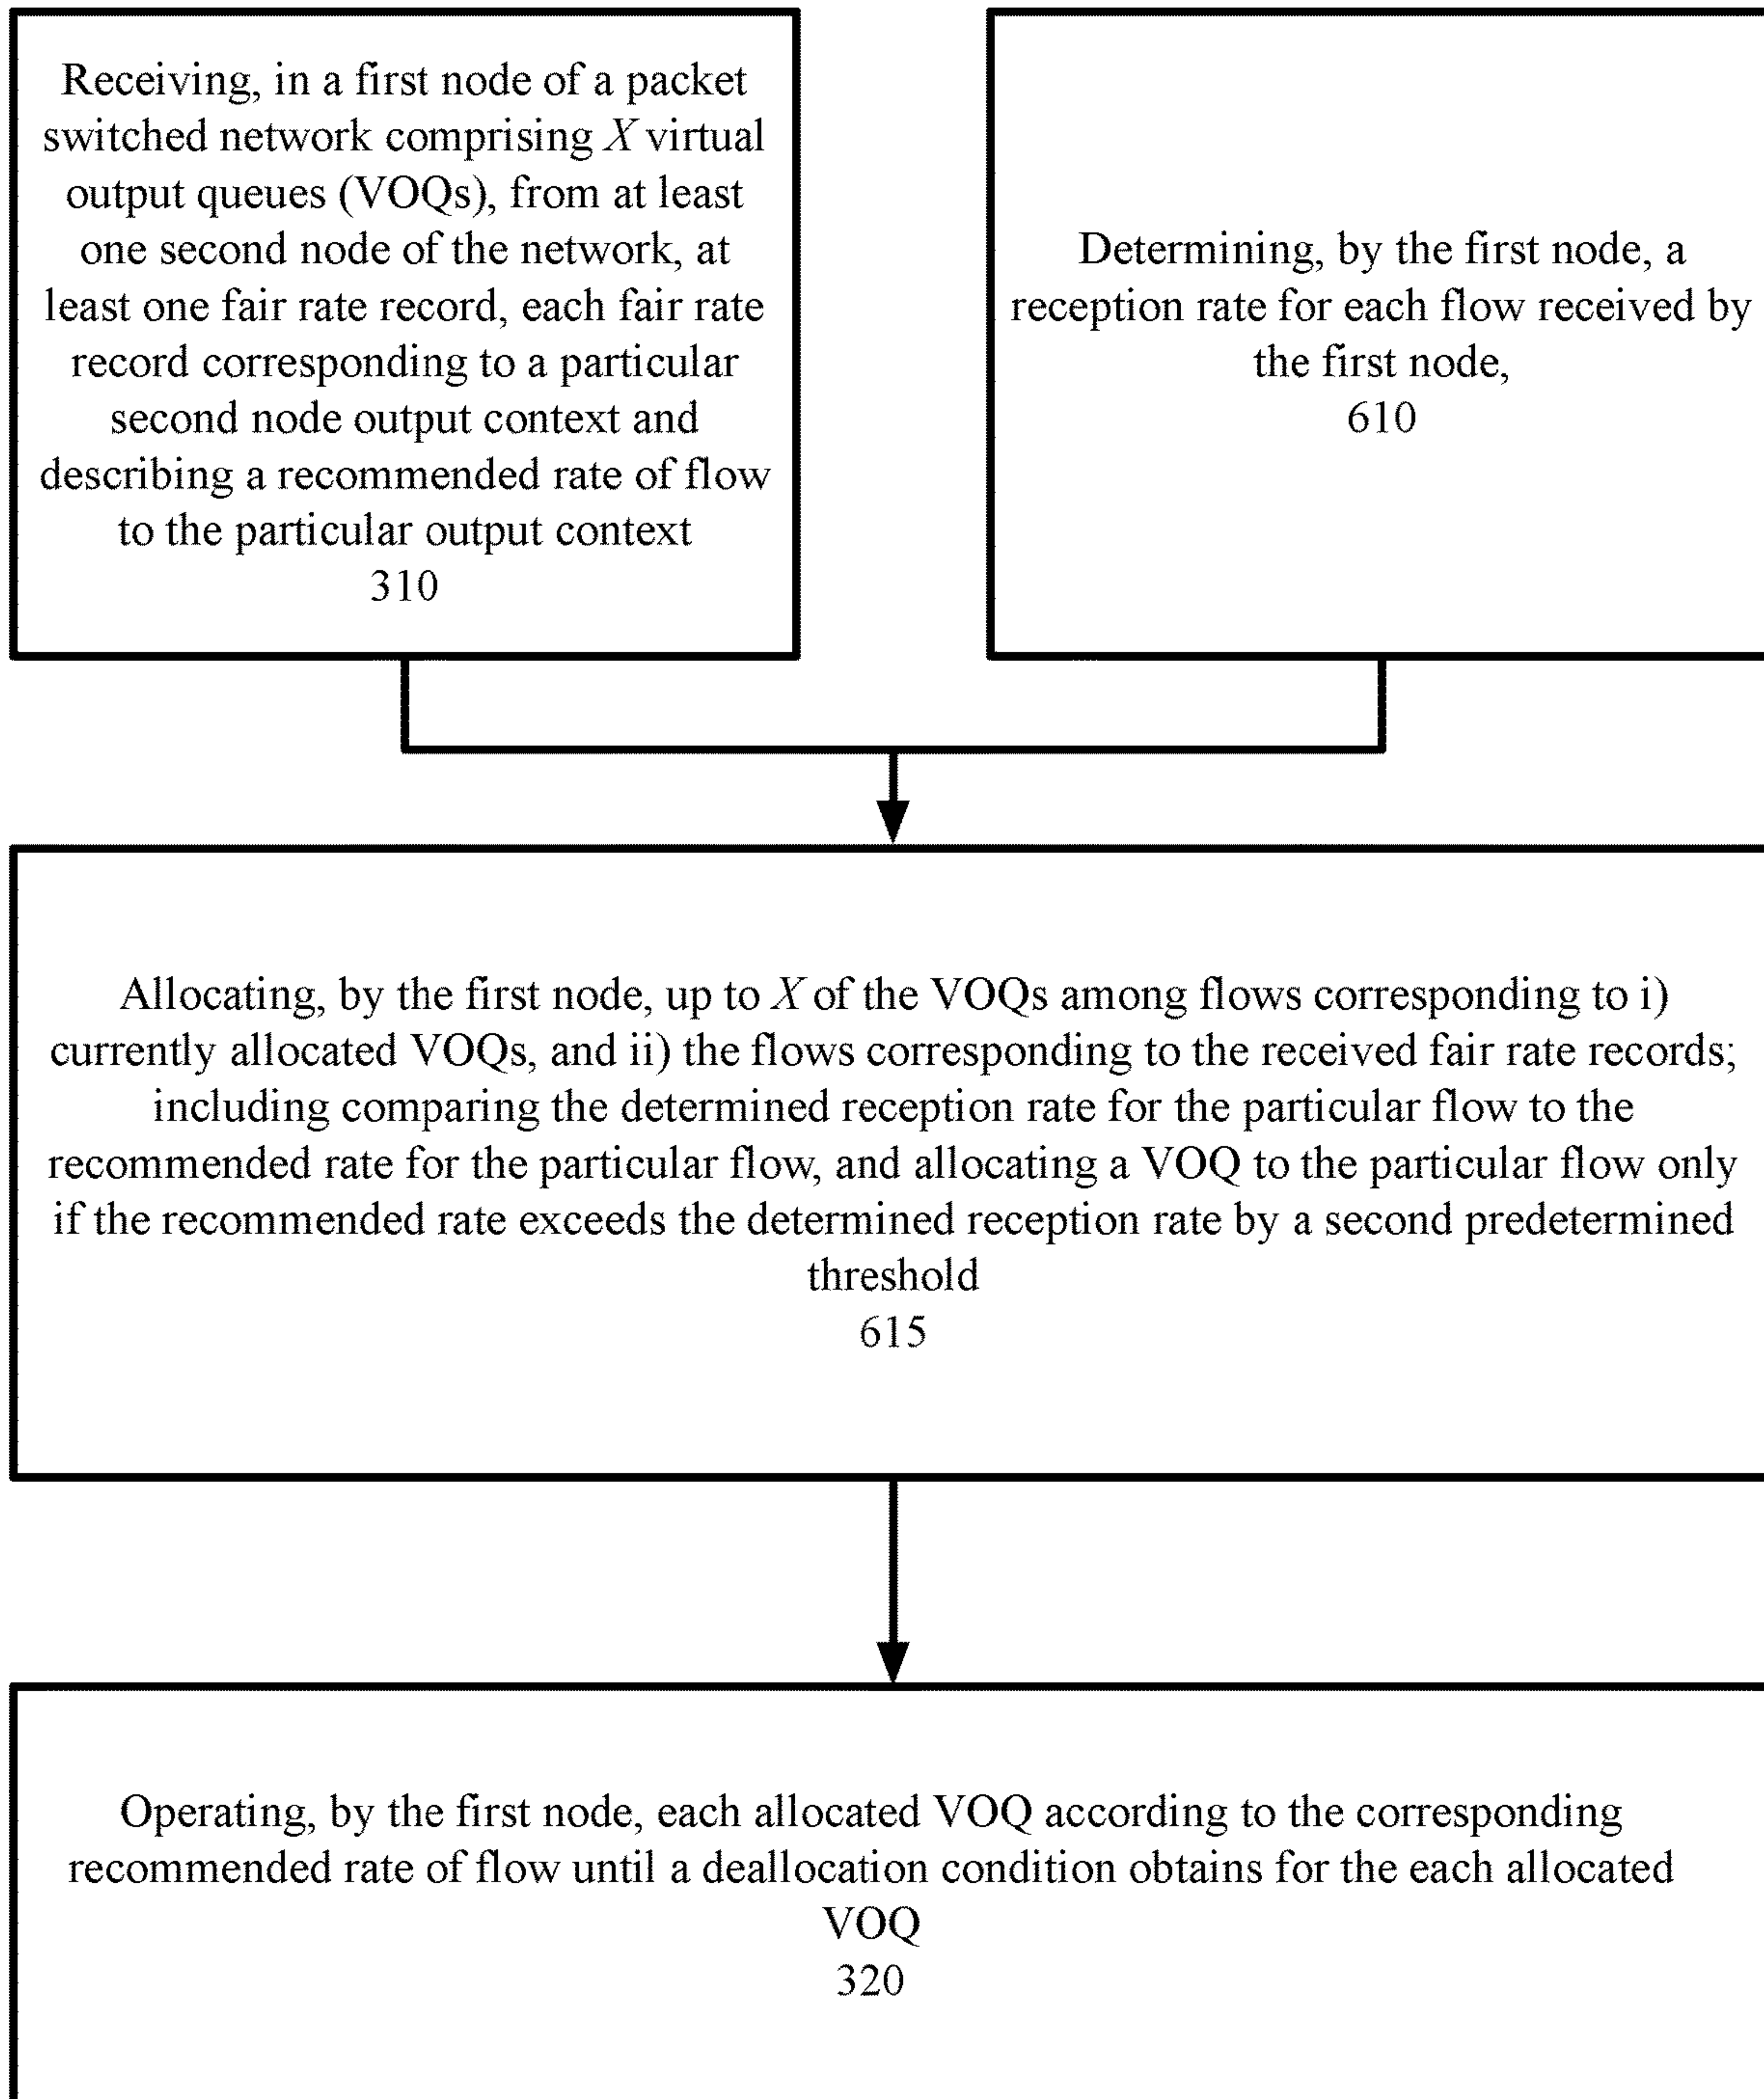 Receiving, in a first node of a packet
switched network comprising X virtual
output queues (VOQs), from at least
one second node of the network, at
least one fair rate record, each fair rate
record corresponding to a particular
second node output context and
describing a recommended rate of flow
to the particular output context
310
Determining, by the first node, a
reception rate for each flow received by
the first node,
610
Allocating, by the first node, up to X of the VOQs among flows corresponding to i)
currently allocated VOQs, and ii) the flows corresponding to the received fair rate records;
including comparing the determined reception rate for the particular flow to the
recommended rate for the particular flow, and allocating a VOQ to the particular flow only
if the recommended rate exceeds the determined reception rate by a second predetermined
threshold
615
Operating, by the first node, each allocated VOQ according to the corresponding
recommended rate of flow until a deallocation condition obtains for the each allocated
VOQ
320